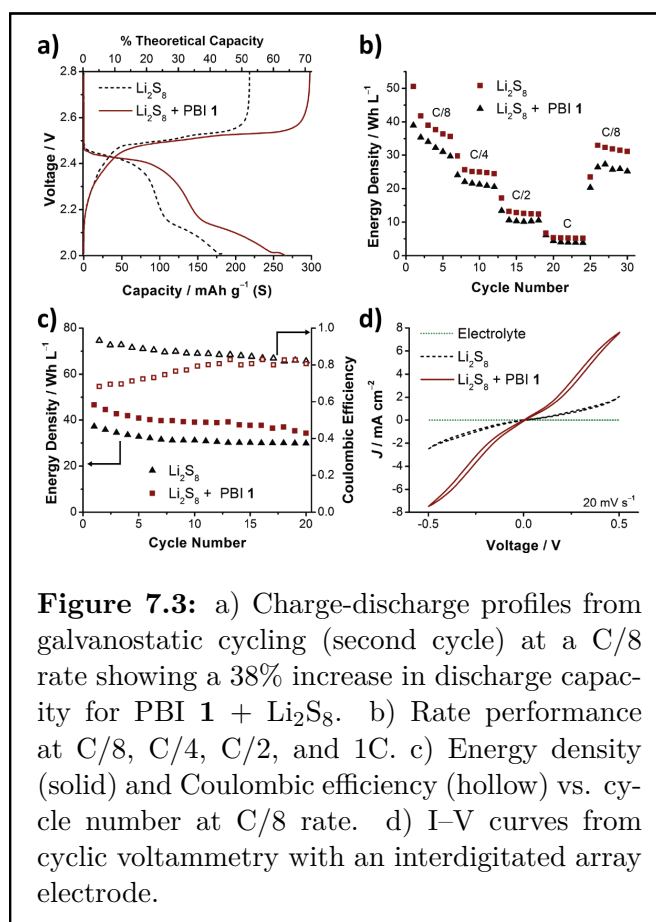 a)
% Theoretical Capacity
0 10 20 30 40 50 60 70
Li₂S₈
Li₂S₈ + PBI 1
Voltage / V
2.8
2.6
2.4
2.2
2.0
0 50 100 150 200 250 300
Capacity / mAh g⁻¹ (S)
b)
Li₂S₈
Li₂S₈ + PBI 1
Energy Density / Wh L⁻¹
50
40
30
20
10
0
C/8
C/4
C/2
C
C/8
0 5 10 15 20 25 30
Cycle Number
c)
Energy Density / Wh L⁻¹
80
70
60
50
40
30
0
Coulombic Efficiency
1.0
0.8
0.6
0.4
0.2
0.0
Li₂S₈
Li₂S₈ + PBI 1
0 5 10 15 20
Cycle Number
d)
Electrolyte
Li₂S₈
Li₂S₈ + PBI 1
J / mA cm⁻²
8
6
4
2
0
-2
-4
-6
-8
20 mV s⁻¹
-0.5 0.0 0.5
Voltage / V
Figure 7.3: a) Charge-discharge profiles from
galvanostatic cycling (second cycle) at a C/8
rate showing a 38% increase in discharge capac-
ity for PBI 1 + Li₂S₈. b) Rate performance
at C/8, C/4, C/2, and 1C. c) Energy density
(solid) and Coulombic efficiency (hollow) vs. cy-
cle number at C/8 rate. d) I–V curves from
cyclic voltammetry with an interdigitated array
electrode.